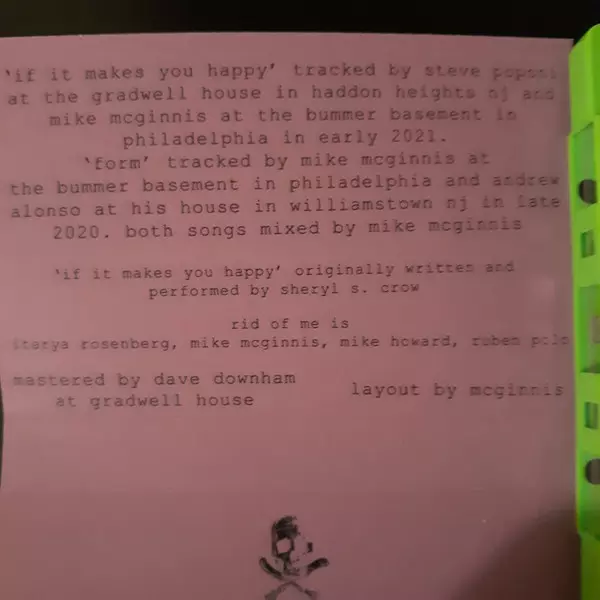 'if it makes you happy' tracked by steve poponi
at the gradwell house in haddon heights nj and
mike mcginnis at the bummer basement in
philadelphia in early 2021.
'form' tracked by mike mcginnis at
the bummer basement in philadelphia and andrew
alonso at his house in williamstown nj in late
2020. both songs mixed by mike mcginnis
'if it makes you happy' originally written and
performed by sheryl s. crow
rid of me is
itarya rosenberg, mike mcginnis, mike howard, ruben polo
mastered by dave downham
at gradwell house
layout by mcginnis